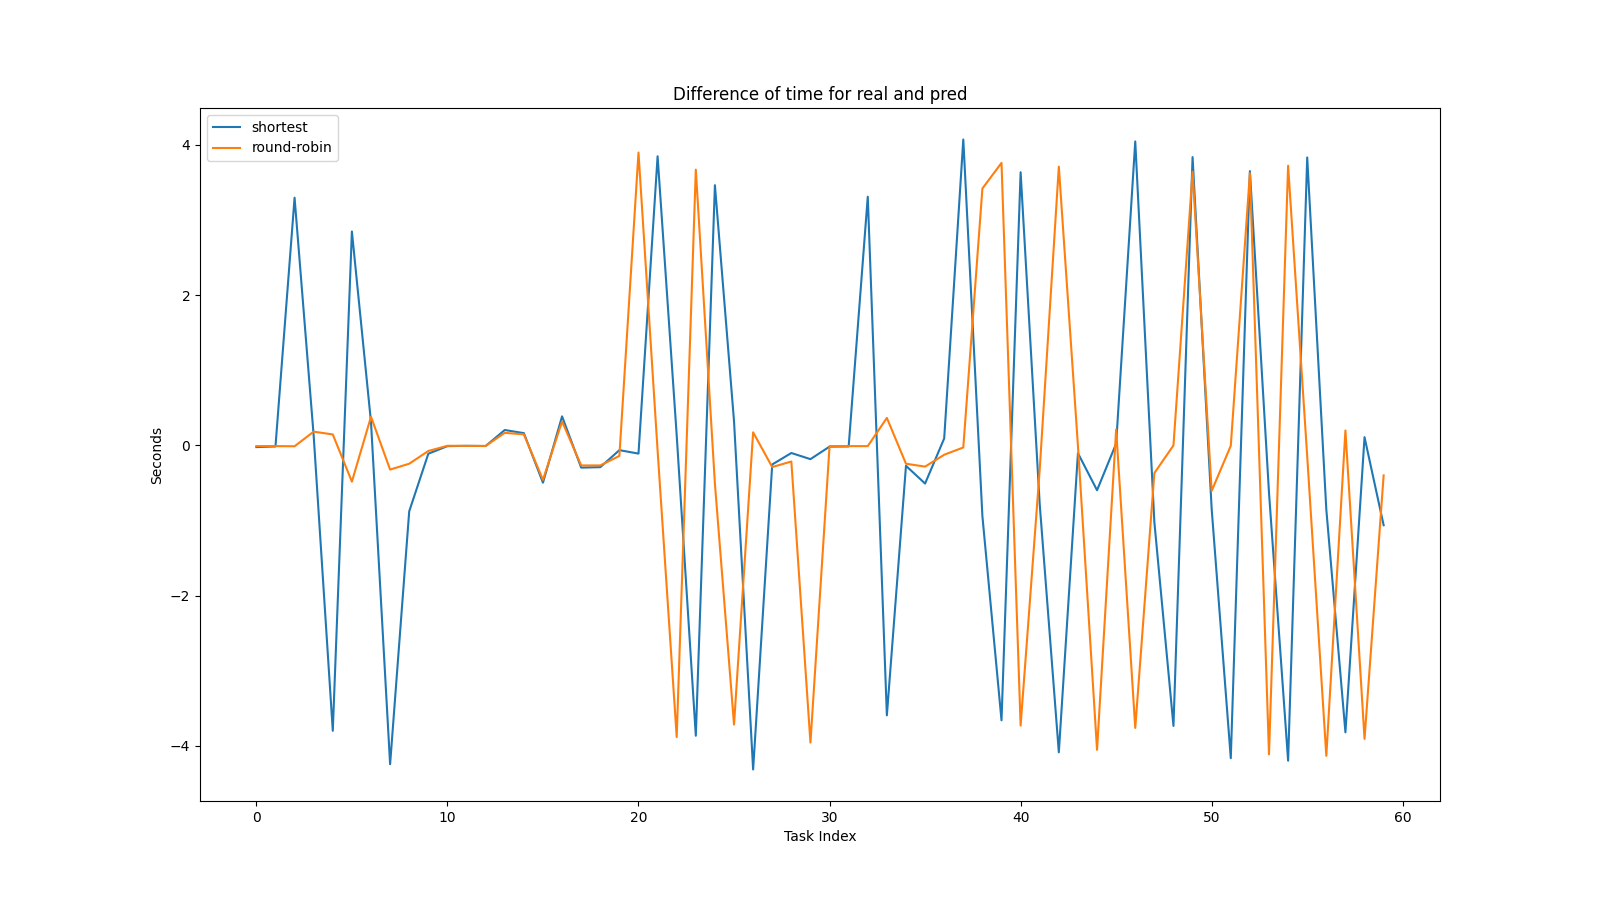 Difference of time for real and pred
shortest
round-robin
4
2
0
−2
−4
Seconds
0 10 20 30 40 50 60
Task Index